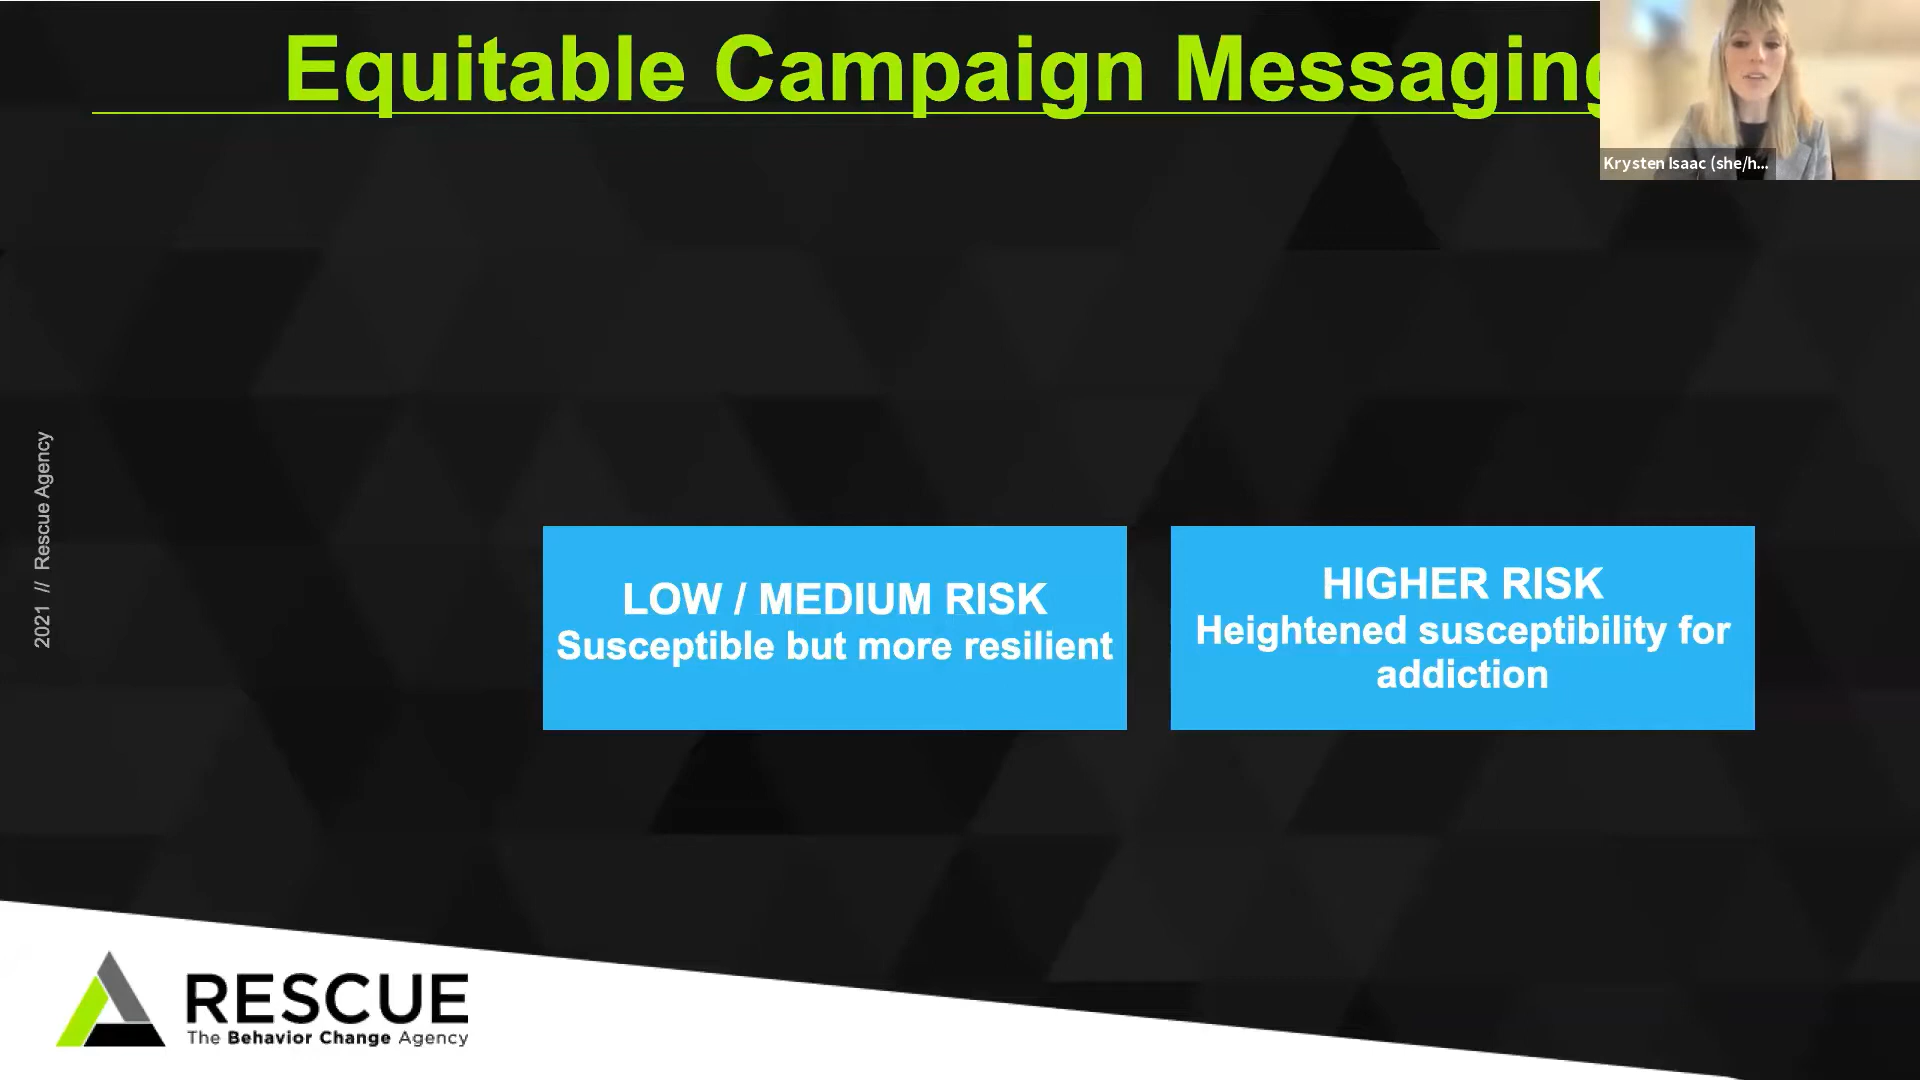 Equitable Campaign Messaging
Krysten Isaac (she/h...
2021 // Rescue Agency
LOW / MEDIUM RISK
Susceptible but more resilient
HIGHER RISK
Heightened susceptibility for
addiction
RESCUE
The Behavior Change Agency